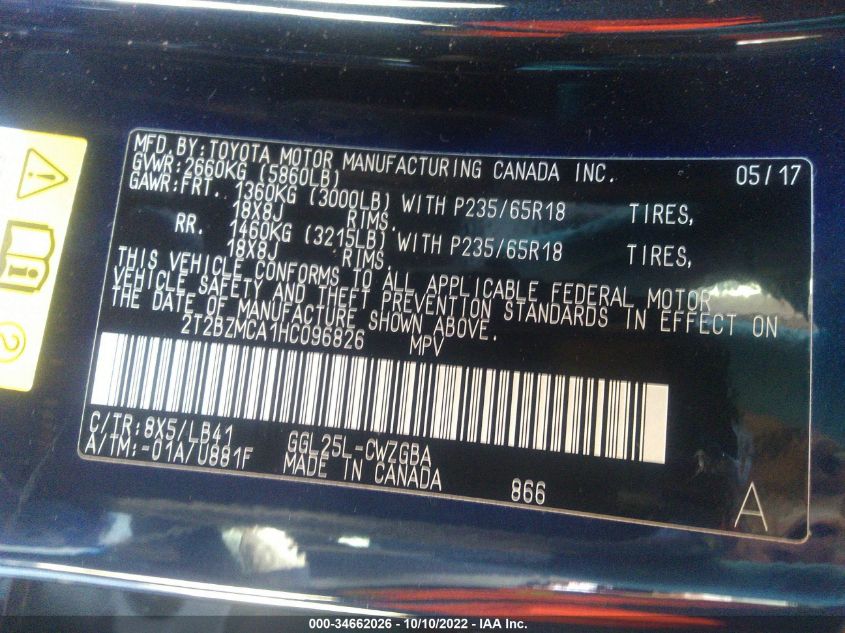 MFD. BY: TOYOTA MOTOR MANUFACTURING CANADA INC. 05/17
GVWR: 2660KG (5860LB)
GAWR: FRT. 1360KG (3000LB) WITH P235/65R18 TIRES,
18X8J RIMS.
RR. 1460KG (3215LB) WITH P235/65R18 TIRES,
18X8J RIMS.
THIS VEHICLE CONFORMS TO ALL APPLICABLE FEDERAL MOTOR
VEHICLE SAFETY AND THEFT PREVENTION STANDARDS IN EFFECT ON
THE DATE OF MANUFACTURE SHOWN ABOVE.
2T2BZMCA1HC096826 MPV
C/TR: 8X5/LB41 GGL25L-CWZGBA
A/TM: -01A/U881F MADE IN CANADA 866 A
000-34662026 - 10/10/2022 - IAA Inc.